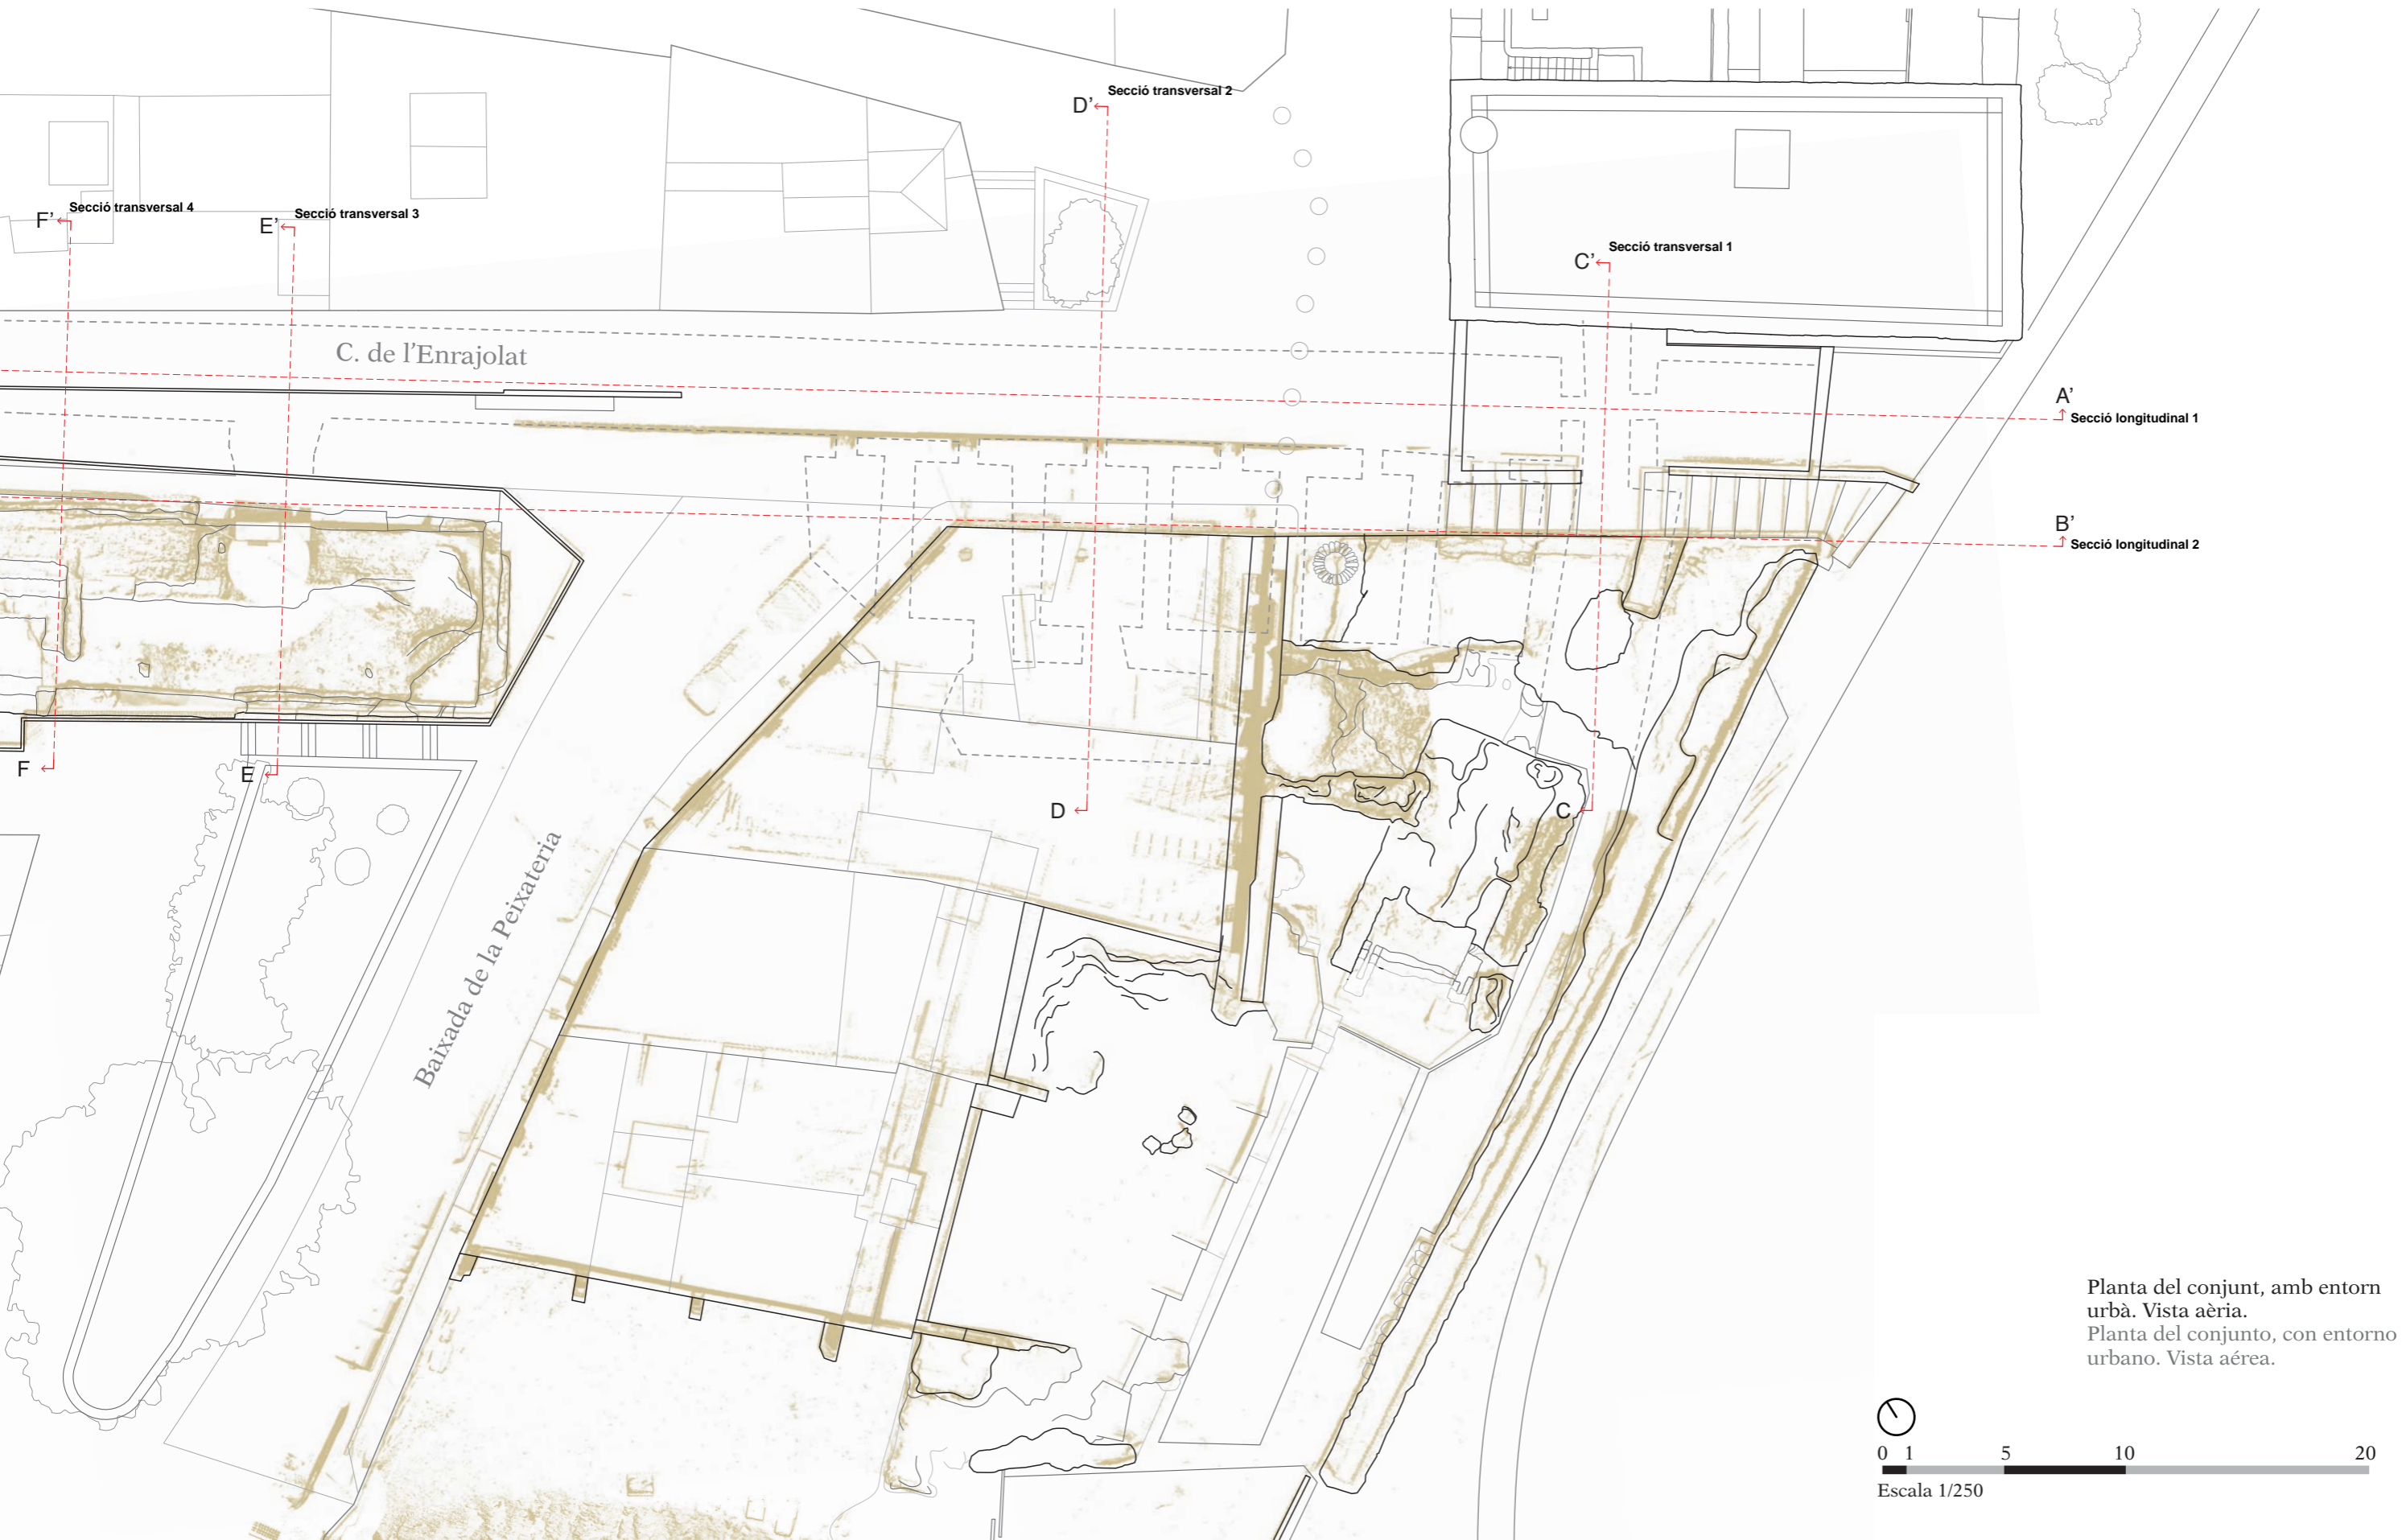 D'
Secció transversal 2
F'
Secció transversal 4
E'
Secció transversal 3
C'
Secció transversal 1
C. de l'Enrajolat
A'
Secció longitudinal 1
B'
Secció longitudinal 2
F
E
D
C
Baixada de la Peixateria
Planta del conjunt, amb entorn
urbà. Vista aèria.
Planta del conjunto, con entorno
urbano. Vista aérea.
0 1 5 10 20
Escala 1/250